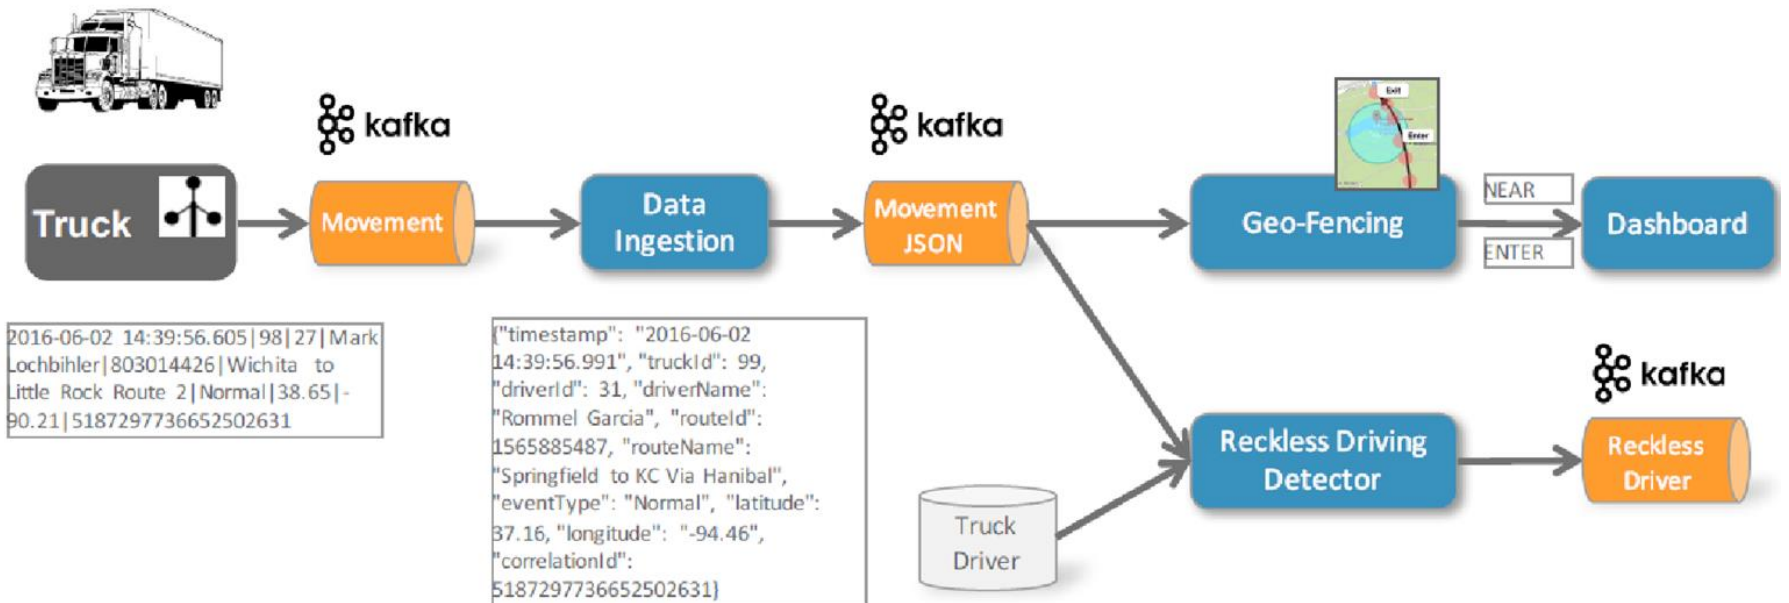 kafka
kafka
Exit
Enter
Truck
Movement
Data
Ingestion
Movement
JSON
Geo-Fencing
NEAR
ENTER
Dashboard
2016-06-02 14:39:56.605|98|27|Mark
Lochbihler|803014426|Wichita to
Little Rock Route 2|Normal|38.65|-
90.21|5187297736652502631
{"timestamp": "2016-06-02
14:39:56.991", "truckId": 99,
"driverId": 31, "driverName":
"Rommel Garcia", "routeId":
1565885487, "routeName":
"Springfield to KC Via Hanibal",
"eventType": "Normal", "latitude":
37.16, "longitude": "-94.46",
"correlationId":
5187297736652502631}
kafka
Reckless Driving
Detector
Reckless
Driver
Truck
Driver